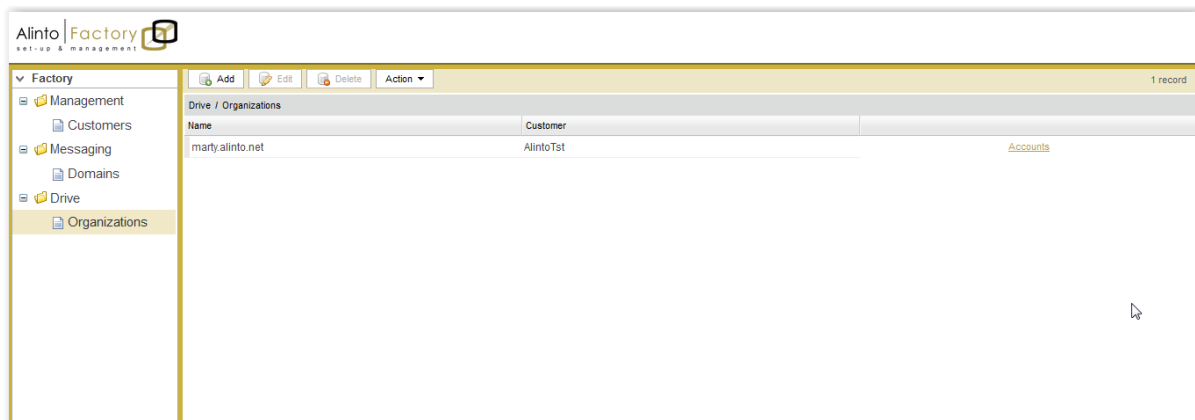 Alinto Factory
set-up & management
Factory
Add Edit Delete Action 1 record
Management
Drive / Organizations
Customers
Name Customer
Messaging
marty.alinto.net AlintoTst Accounts
Domains
Drive
Organizations